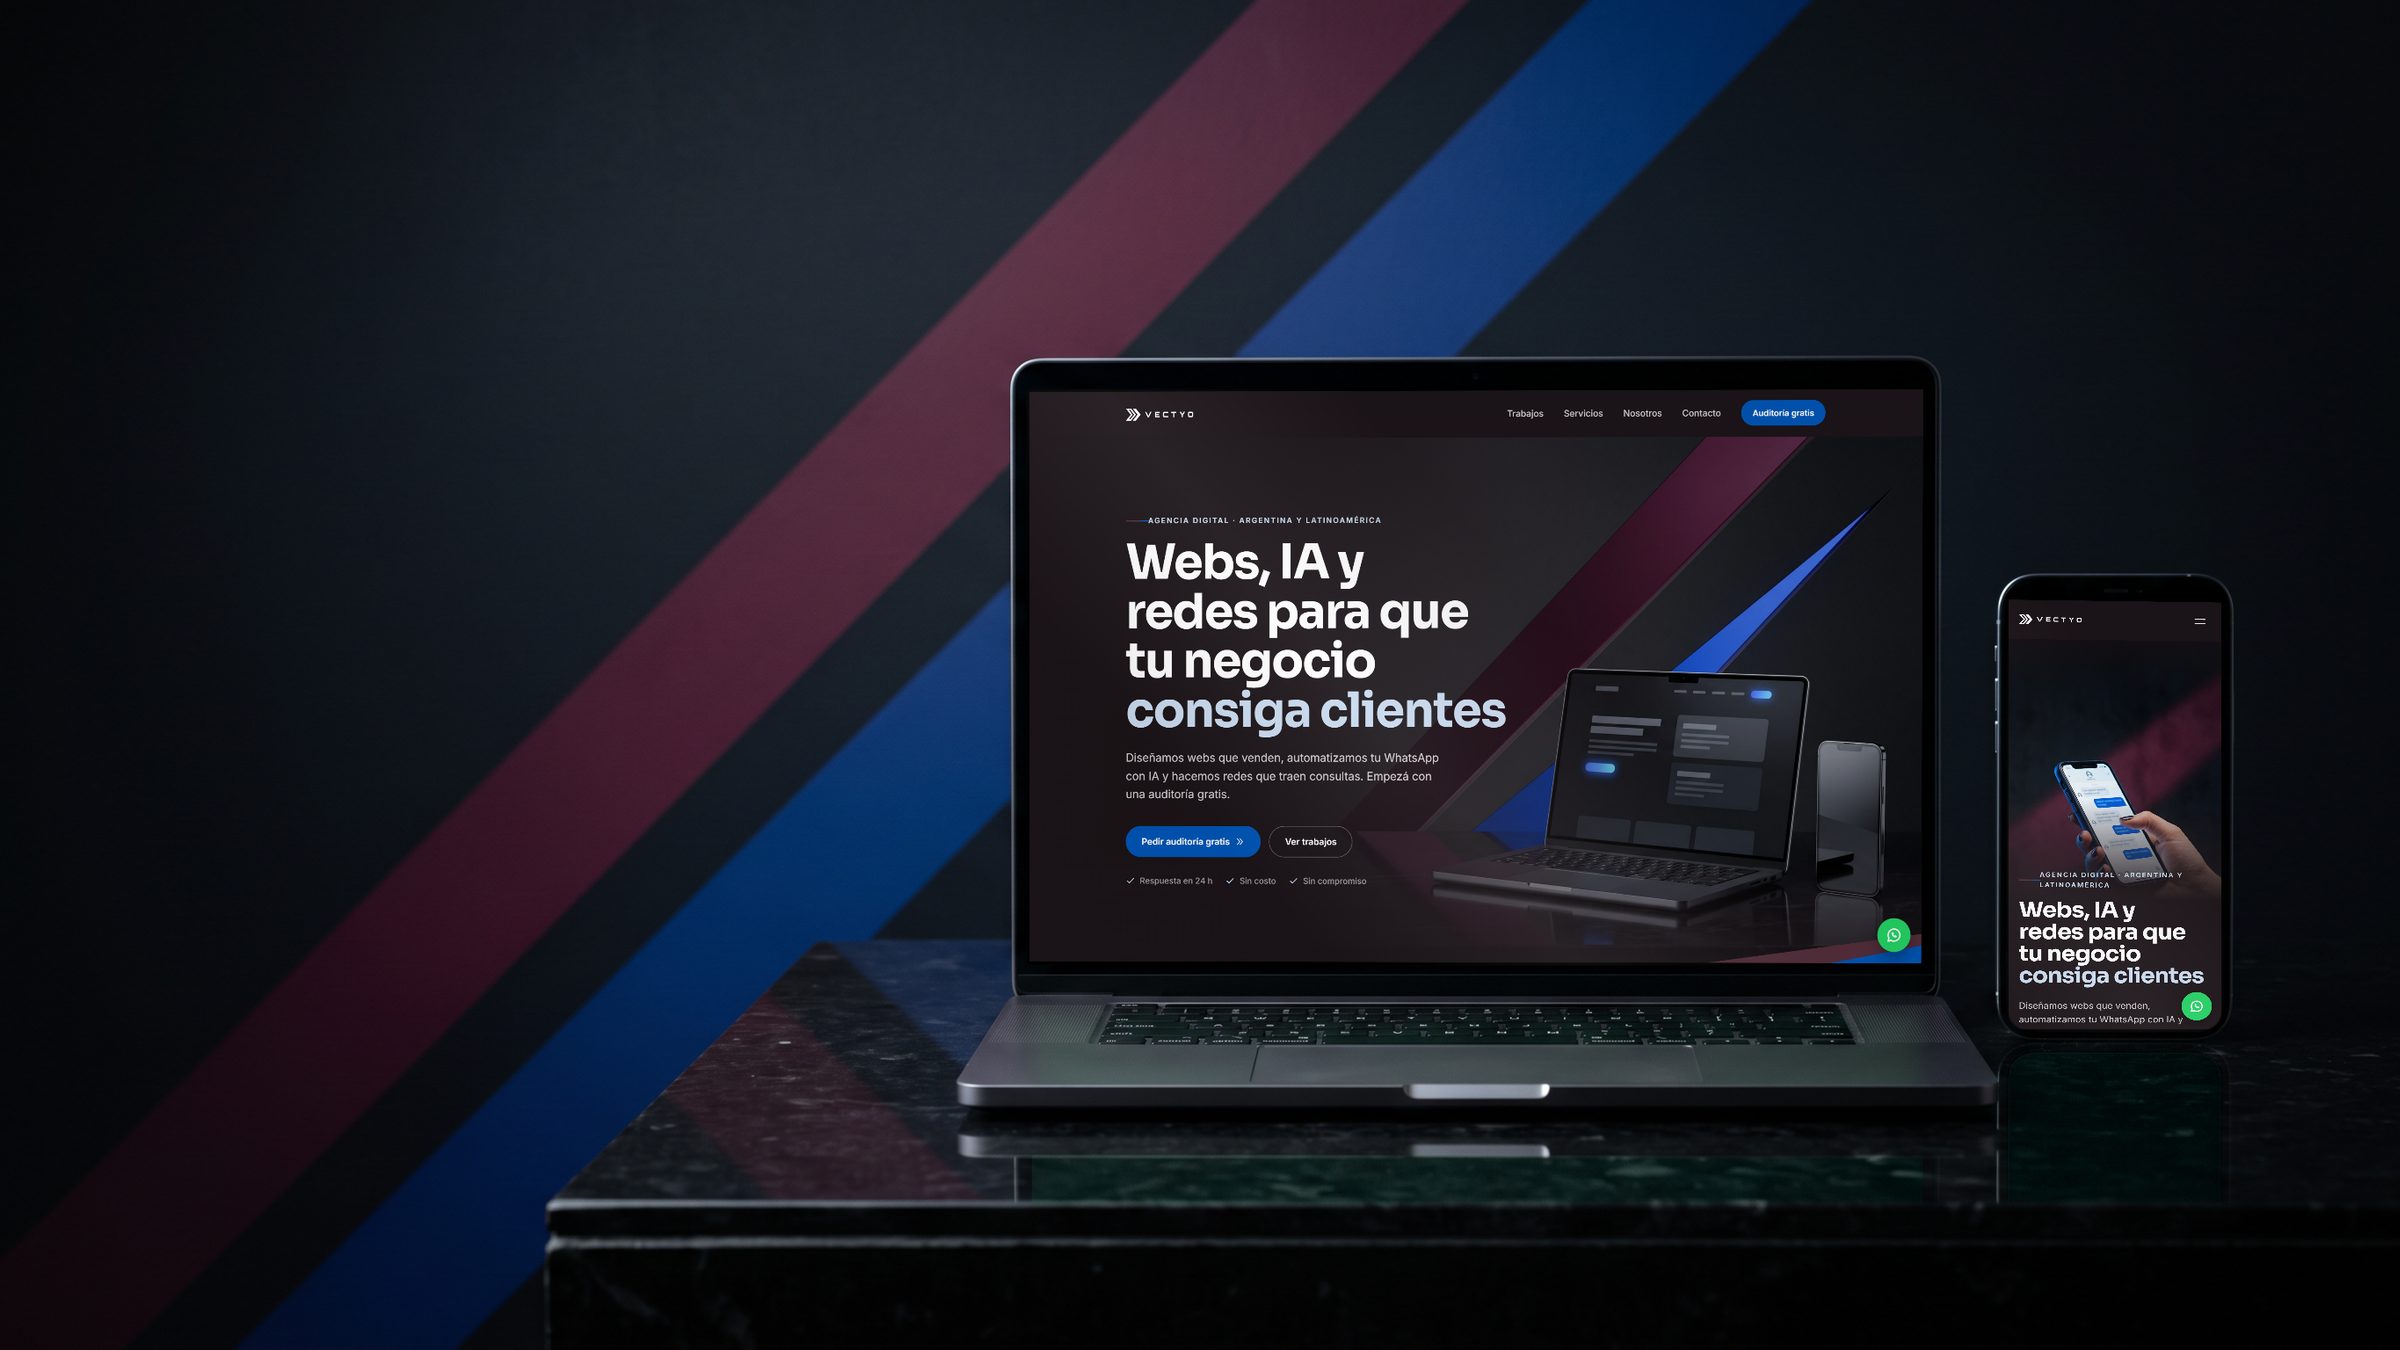 VECTYO
Trabajos Servicios Nosotros Contacto Auditoría gratis
AGENCIA DIGITAL · ARGENTINA Y LATINOAMÉRICA
Webs, IA y
redes para que
tu negocio
consiga clientes
Diseñamos webs que venden, automatizamos tu WhatsApp
con IA y hacemos redes que traen consultas. Empezá con
una auditoría gratis.
Pedir auditoría gratis Ver trabajos
Respuesta en 24 h Sin costo Sin compromiso
VECTYO
AGENCIA DIGITAL · ARGENTINA Y
LATINOAMÉRICA
Webs, IA y
redes para que
tu negocio
consiga clientes
Diseñamos webs que venden,
automatizamos tu WhatsApp con IA y